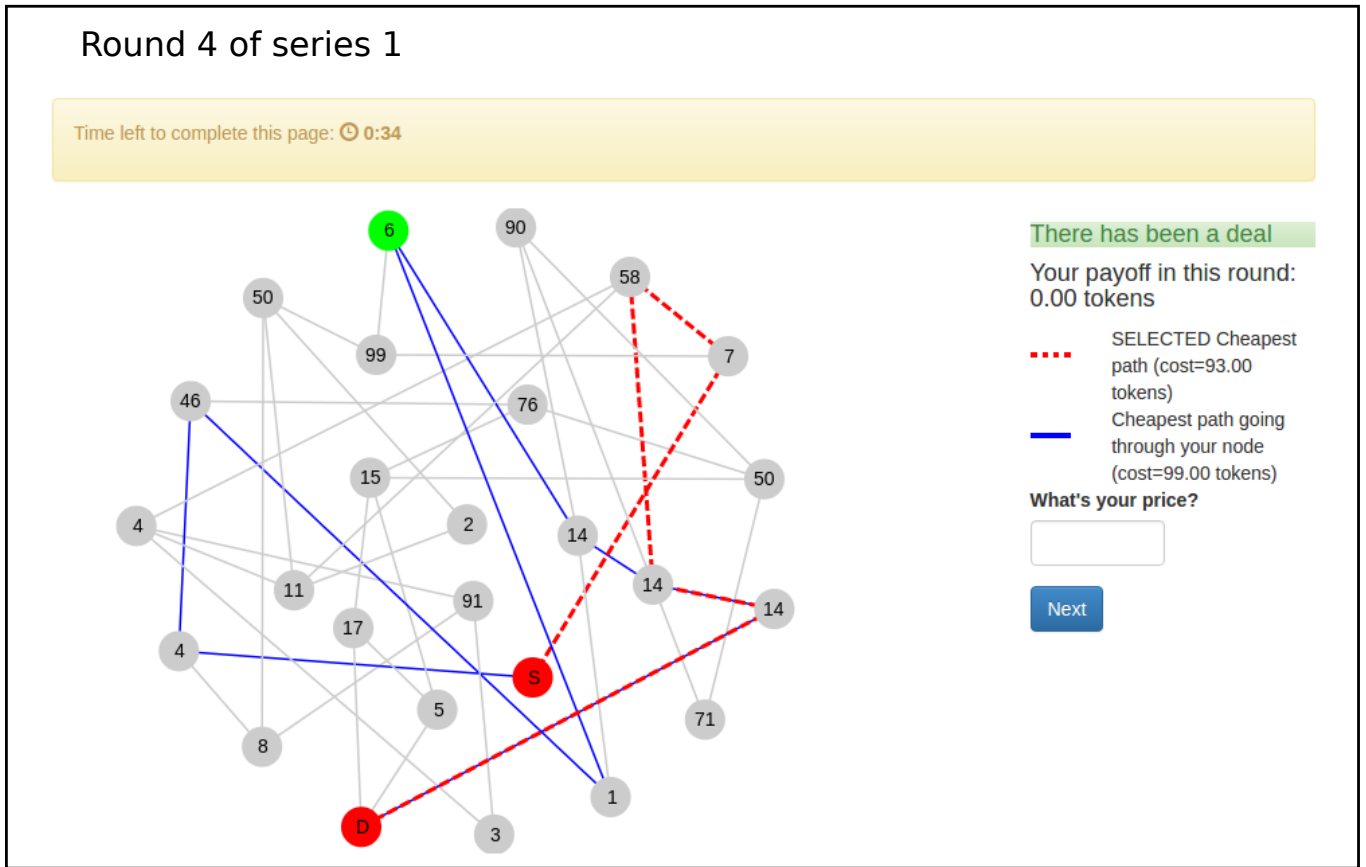 Round 4 of series 1
Time left to complete this page: 0:34
6
90
58
50
99
7
46
76
15
50
4
2
14
11
14
91
14
17
4
S
5
71
8
1
D
3
There has been a deal
Your payoff in this round:
0.00 tokens
SELECTED Cheapest
path (cost=93.00
tokens)
Cheapest path going
through your node
(cost=99.00 tokens)
What's your price?
Next